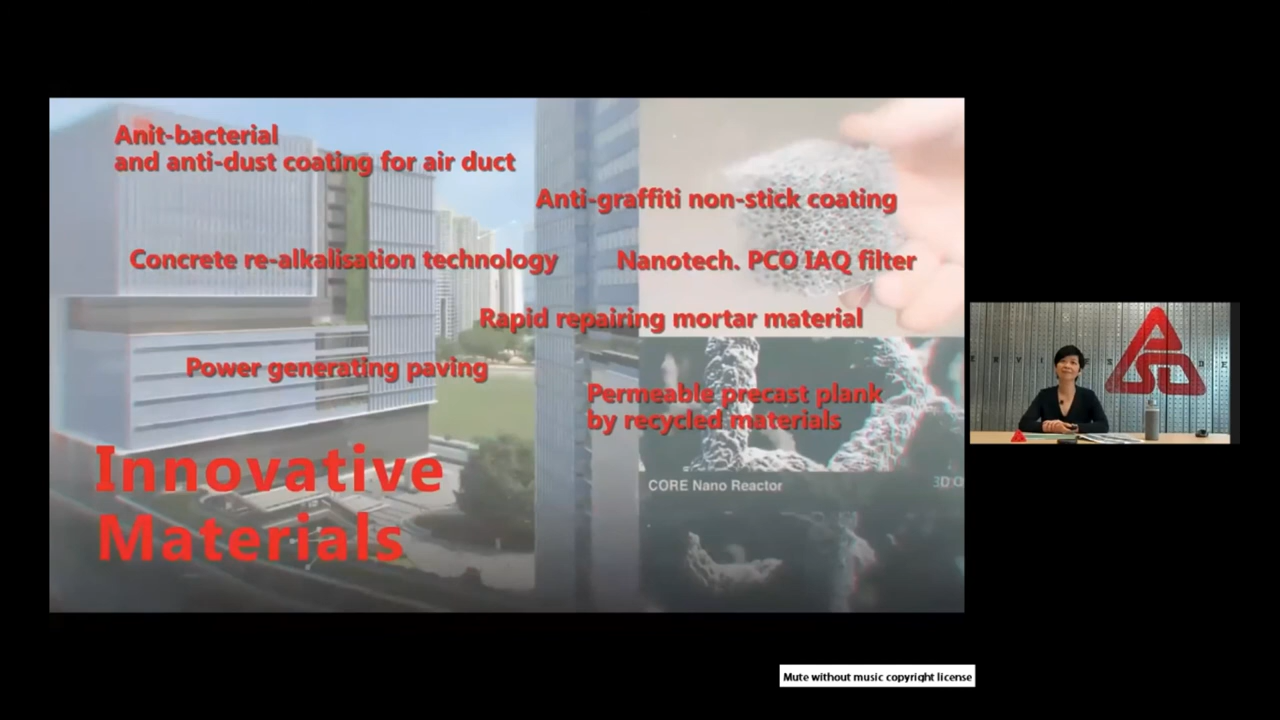 Anit-bacterial
and anti-dust coating for air duct
Anti-graffiti non-stick coating
Concrete re-alkalisation technology
Nanotech. PCO IAQ filter
Rapid repairing mortar material
Power generating paving
Permeable precast plank
by recycled materials
Innovative
Materials
CORE Nano Reactor
3D
Mute without music copyright license